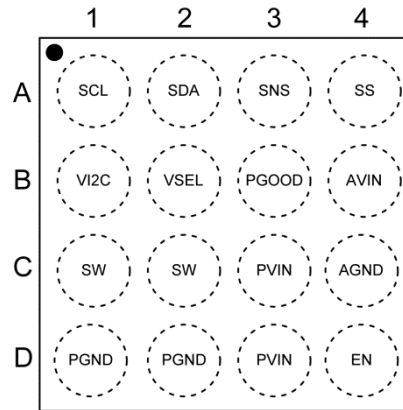 1 2 3 4
A SCL SDA SNS SS
B VI2C VSEL PGOOD AVIN
C SW SW PVIN AGND
D PGND PGND PVIN EN